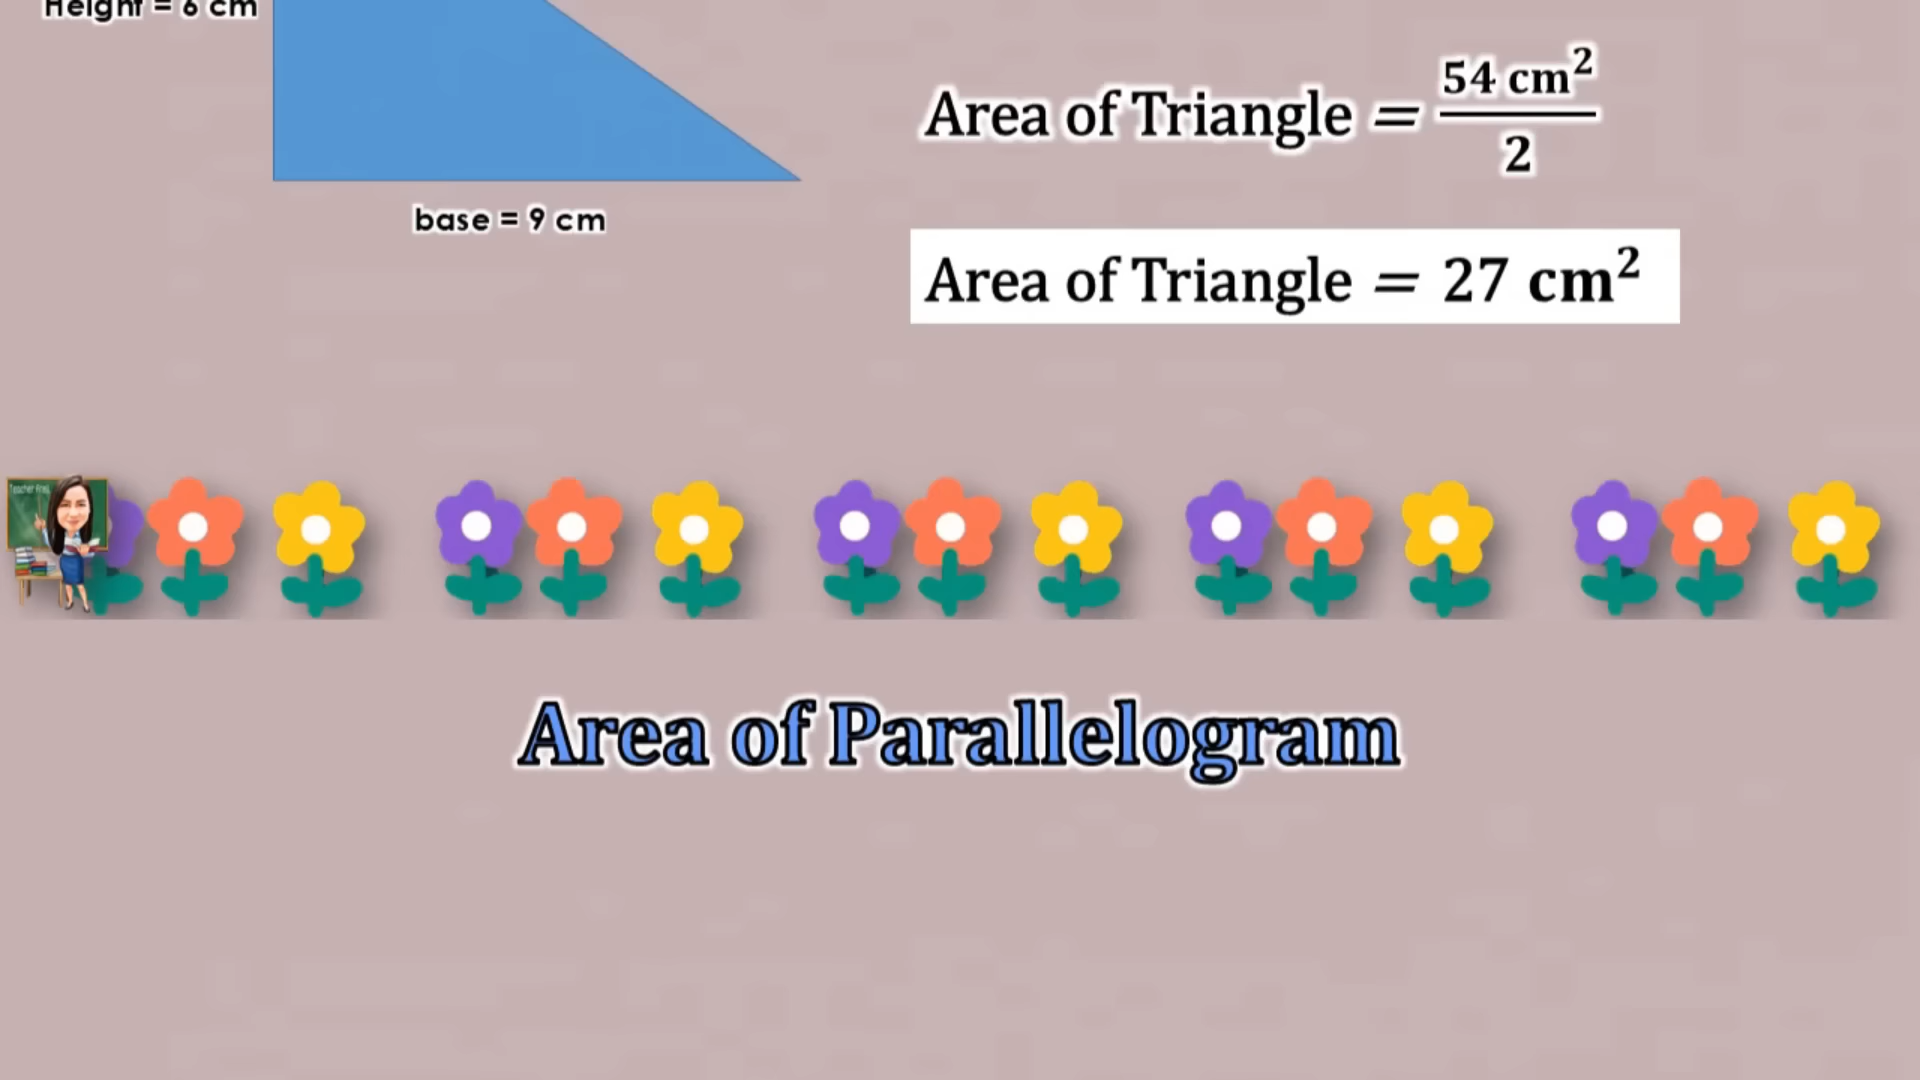 Height = 6 cm
Area of Triangle = 54 cm² / 2
base = 9 cm
Area of Triangle = 27 cm²
Area of Parallelogram